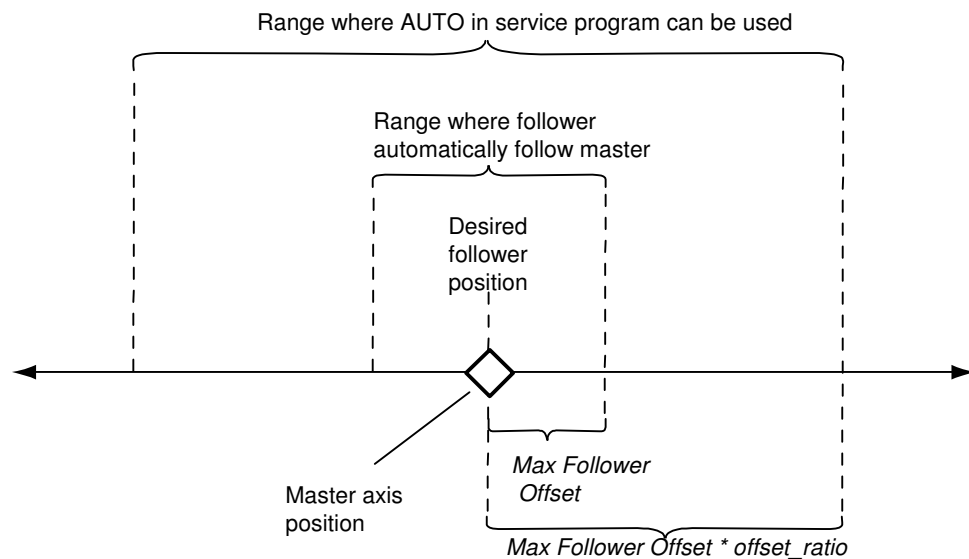 Range where AUTO in service program can be used
Range where follower
automatically follow master
Desired
follower
position
Max Follower
Offset
Master axis
position
Max Follower Offset * offset_ratio